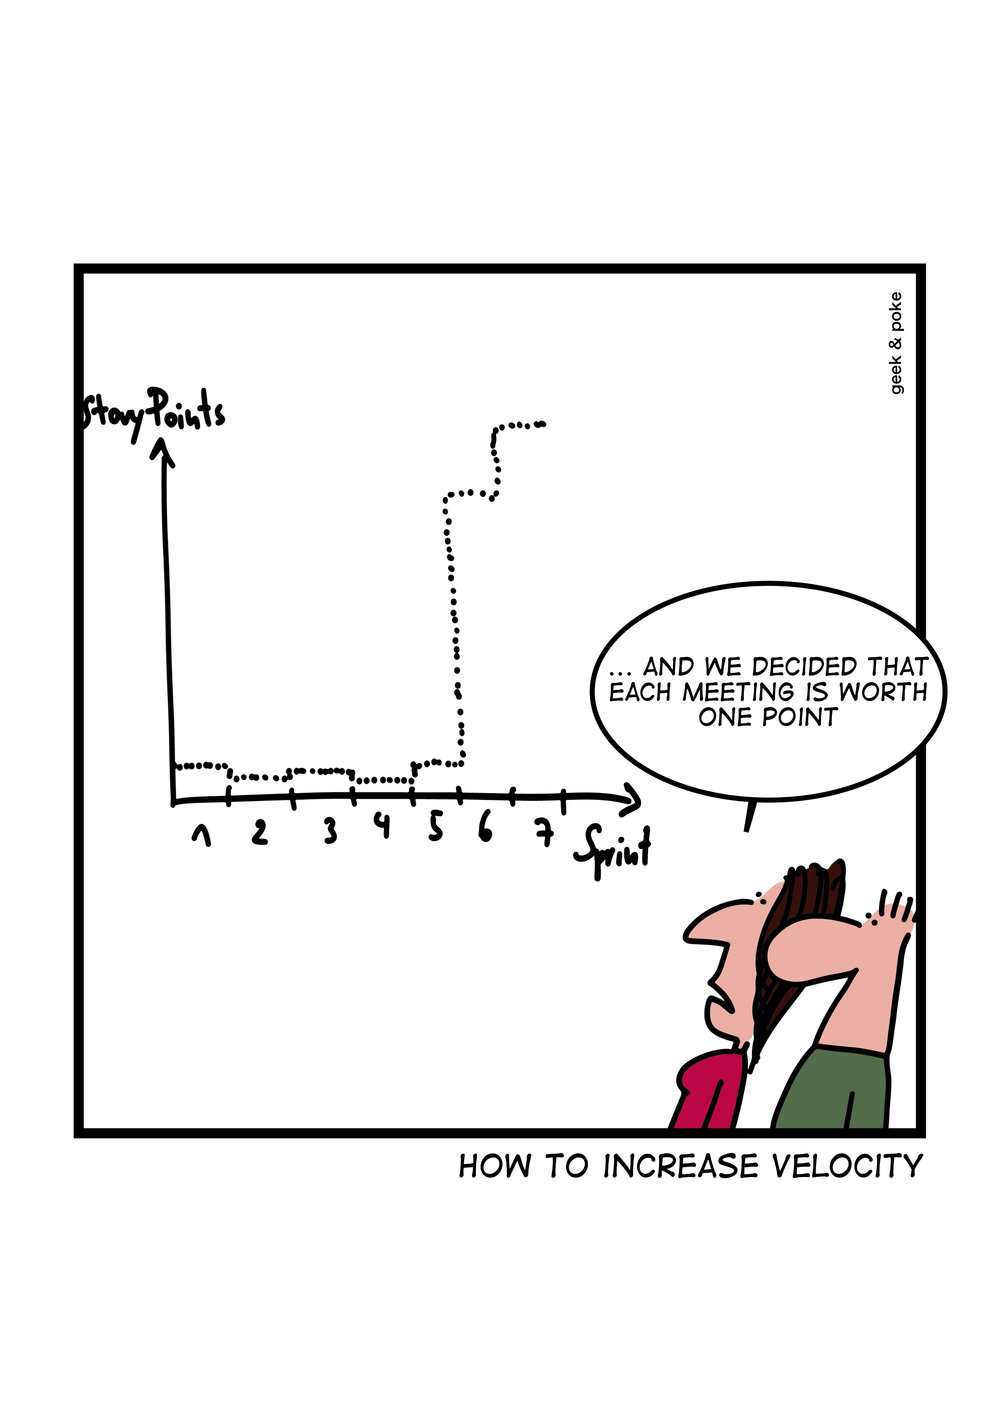 geek & poke
StoryPoints
... AND WE DECIDED THAT
EACH MEETING IS WORTH
ONE POINT
1 2 3 4 5 6 7
Sprint
HOW TO INCREASE VELOCITY